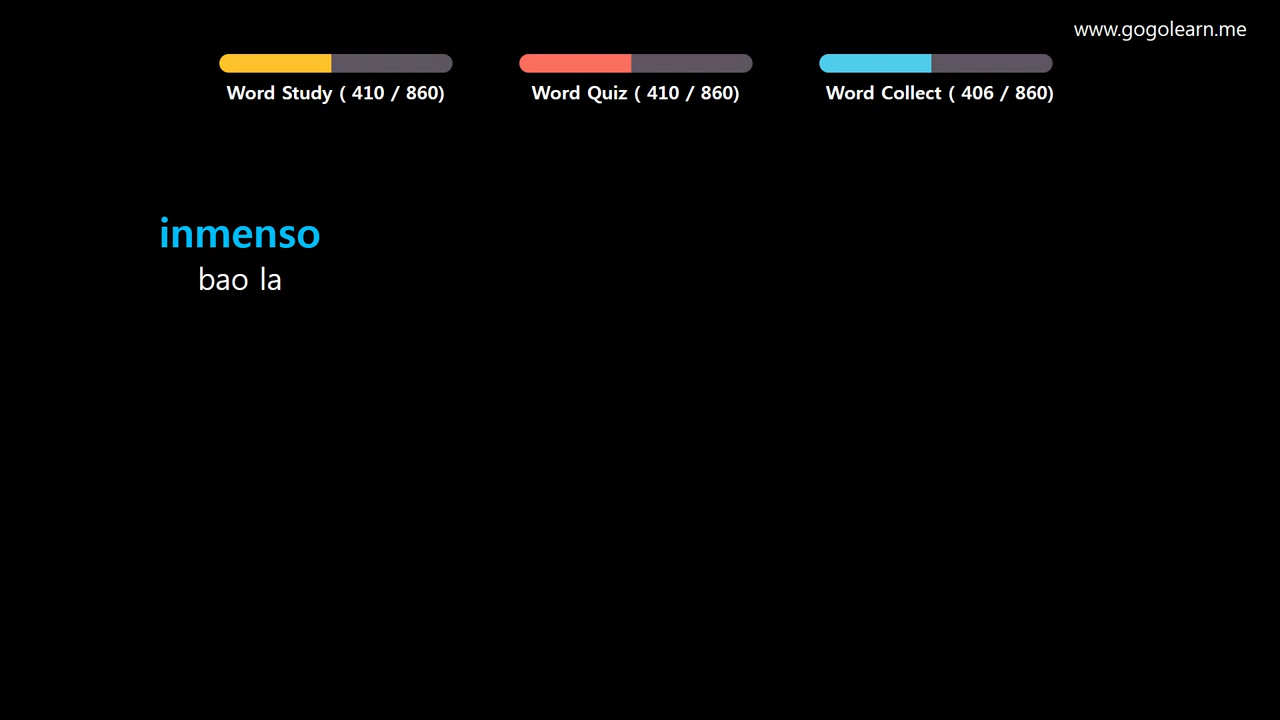 www.gogolearn.me
Word Study ( 410 / 860)
Word Quiz ( 410 / 860)
Word Collect ( 406 / 860)
inmenso
bao la